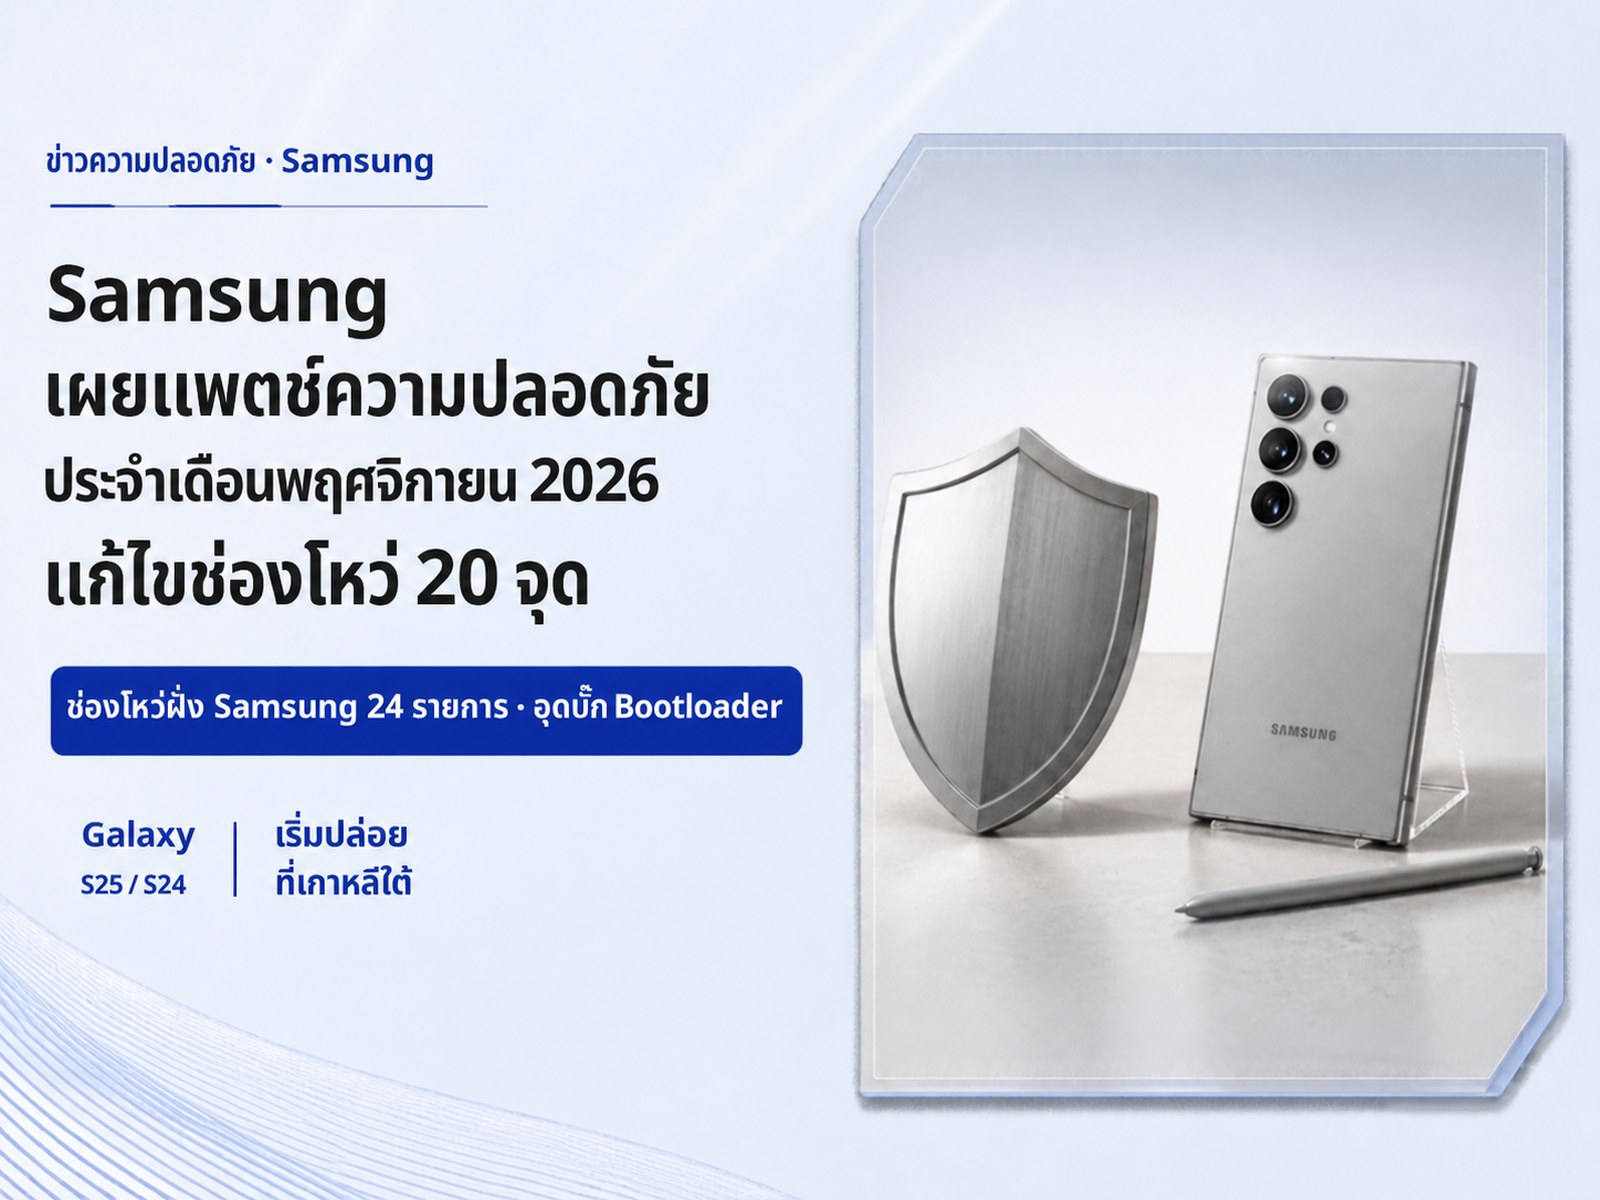 ข่าวความปลอดภัย · Samsung
Samsung
เผยแพตช์ความปลอดภัย
ประจำเดือนพฤศจิกายน 2026
แก้ไขช่องโหว่ 20 จุด
ช่องโหว่ฝั่ง Samsung 24 รายการ · อุดบั๊ก Bootloader
Galaxy
S25 / S24
เริ่มปล่อย
ที่เกาหลีใต้
SAMSUNG